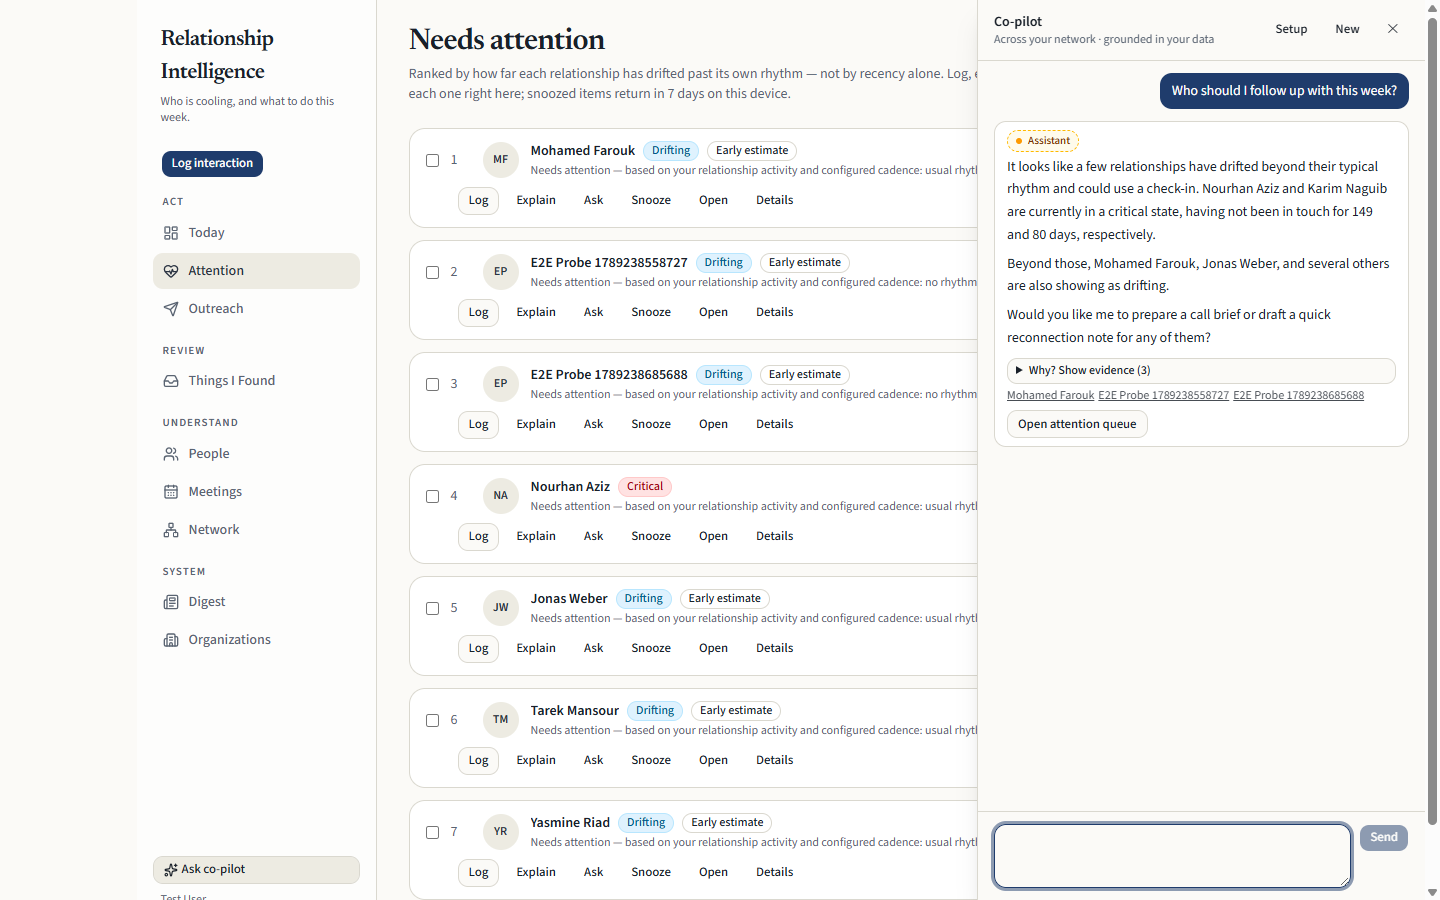 Relationship
Intelligence
Who is cooling, and what to do this
week.
Log interaction
ACT
Today
Attention
Outreach
REVIEW
Things I Found
UNDERSTAND
People
Meetings
Network
SYSTEM
Digest
Organizations
Ask co-pilot
Test User
Needs attention
Ranked by how far each relationship has drifted past its own rhythm — not by recency alone. Log,
each one right here; snoozed items return in 7 days on this device.
1 MF Mohamed Farouk Drifting Early estimate
Needs attention — based on your relationship activity and configured cadence: usual
Log Explain Ask Snooze Open Details
2 EP E2E Probe 1789238558727 Drifting Early estimate
Needs attention — based on your relationship activity and configured cadence: no rhythm
Log Explain Ask Snooze Open Details
3 EP E2E Probe 1789238685688 Drifting Early estimate
Needs attention — based on your relationship activity and configured cadence: no rhythm
Log Explain Ask Snooze Open Details
4 NA Nourhan Aziz Critical
Needs attention — based on your relationship activity and configured cadence: usual
Log Explain Ask Snooze Open Details
5 JW Jonas Weber Drifting Early estimate
Needs attention — based on your relationship activity and configured cadence: usual
Log Explain Ask Snooze Open Details
6 TM Tarek Mansour Drifting Early estimate
Needs attention — based on your relationship activity and configured cadence: usual
Log Explain Ask Snooze Open Details
7 YR Yasmine Riad Drifting Early estimate
Needs attention — based on your relationship activity and configured cadence: usual
Log Explain Ask Snooze Open Details
Co-pilot
Across your network · grounded in your data
Setup New
Who should I follow up with this week?
Assistant
It looks like a few relationships have drifted beyond their typical
rhythm and could use a check-in. Nourhan Aziz and Karim Naguib
are currently in a critical state, having not been in touch for 149
and 80 days, respectively.
Beyond those, Mohamed Farouk, Jonas Weber, and several others
are also showing as drifting.
Would you like me to prepare a call brief or draft a quick
reconnection note for any of them?
Why? Show evidence (3)
Mohamed Farouk E2E Probe 1789238558727 E2E Probe 1789238685688
Open attention queue
Send